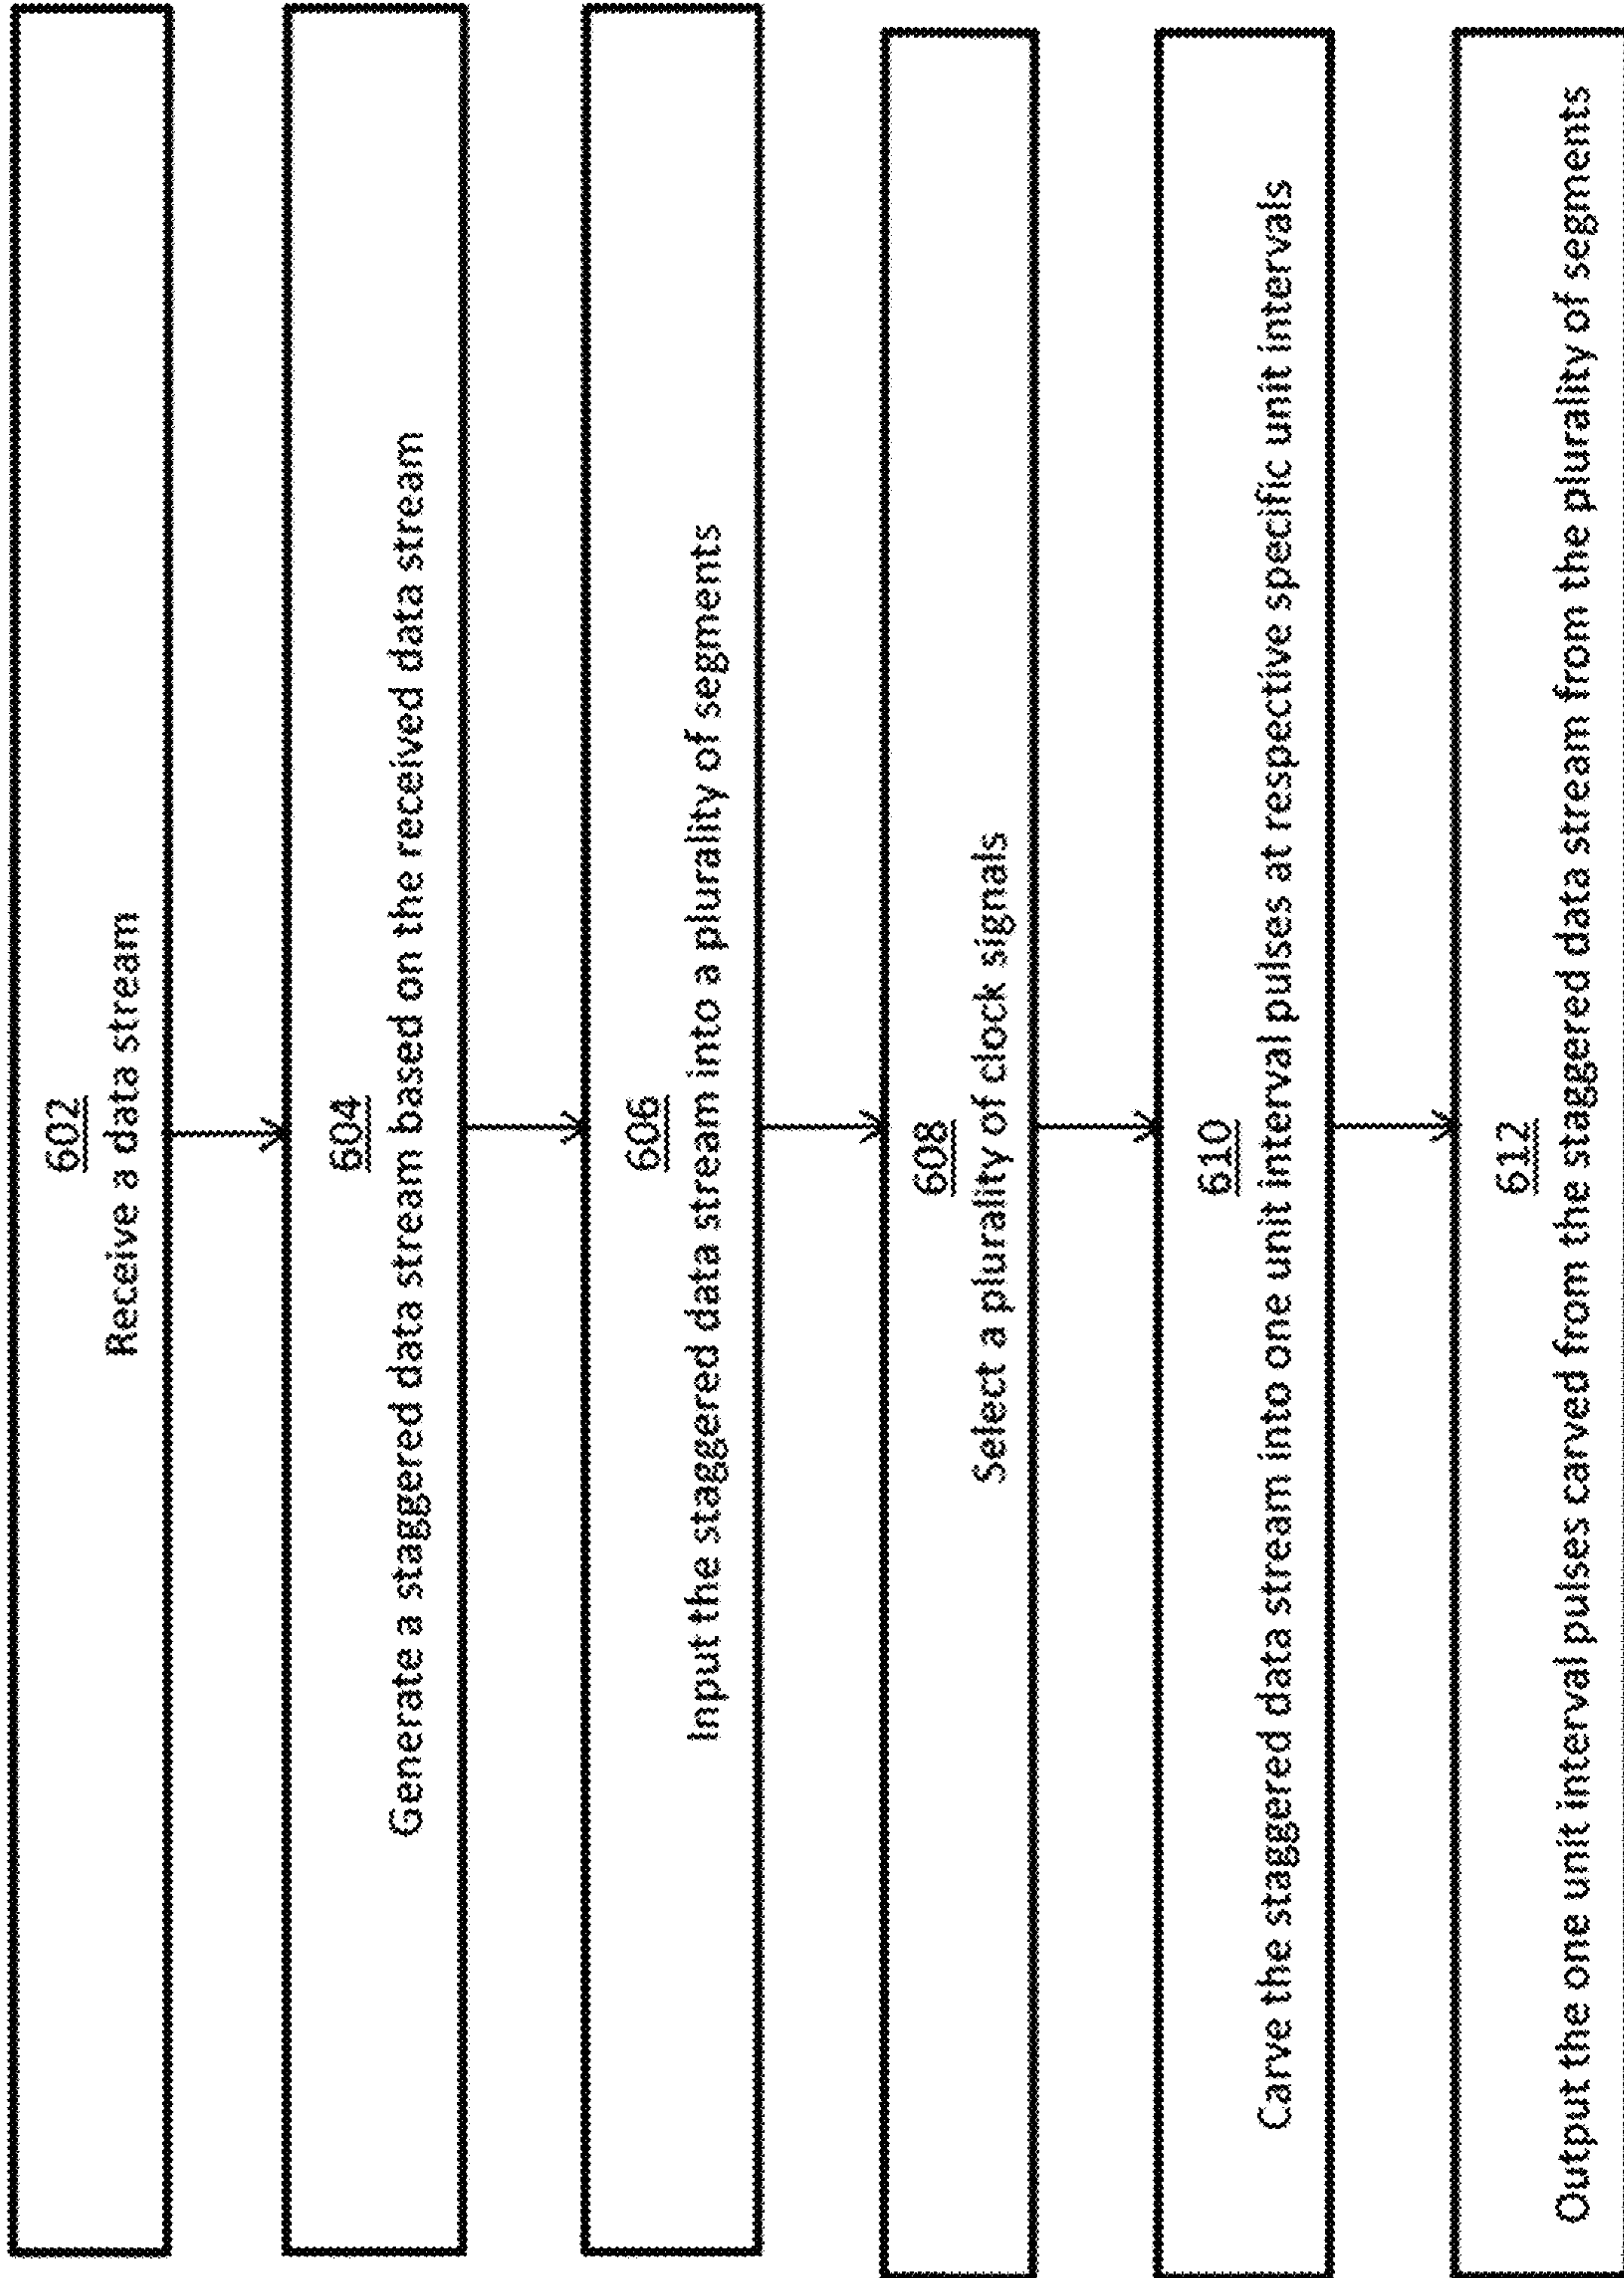 602
Receive a data stream
604
Generate a staggered data stream based on the received data stream
606
Input the staggered data stream into a plurality of segments
608
Select a plurality of clock signals
610
Carve the staggered data stream into one unit interval pulses at respective specific unit intervals
612
Output the one unit interval pulses carved from the staggered data stream from the plurality of segments